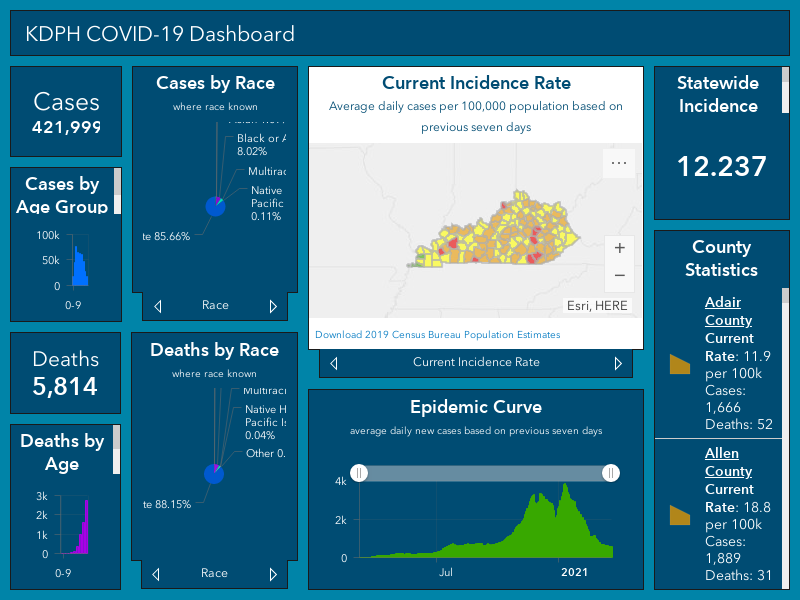 KDPH COVID-19 Dashboard
Cases
421,999
Cases by
Age Group
100k
50k
0
0-9
Deaths
5,814
Deaths by
Age
3k
2k
1k
0
0-9
Cases by Race
where race known
Black or A
8.02%
Multirac
Native
Pacific
0.11%
te 85.66%
Race
Deaths by Race
where race known
Multirac
Native H
Pacific Is
0.04%
Other 0.
te 88.15%
Race
Current Incidence Rate
Average daily cases per 100,000 population based on
previous seven days
Esri, HERE
Download 2019 Census Bureau Population Estimates
Current Incidence Rate
Epidemic Curve
average daily new cases based on previous seven days
4k
2k
0
Jul
2021
Statewide
Incidence
12.237
County
Statistics
Adair
County
Current
Rate: 11.9
per 100k
Cases:
1,666
Deaths: 52
Allen
County
Current
Rate: 18.8
per 100k
Cases:
1,889
Deaths: 31